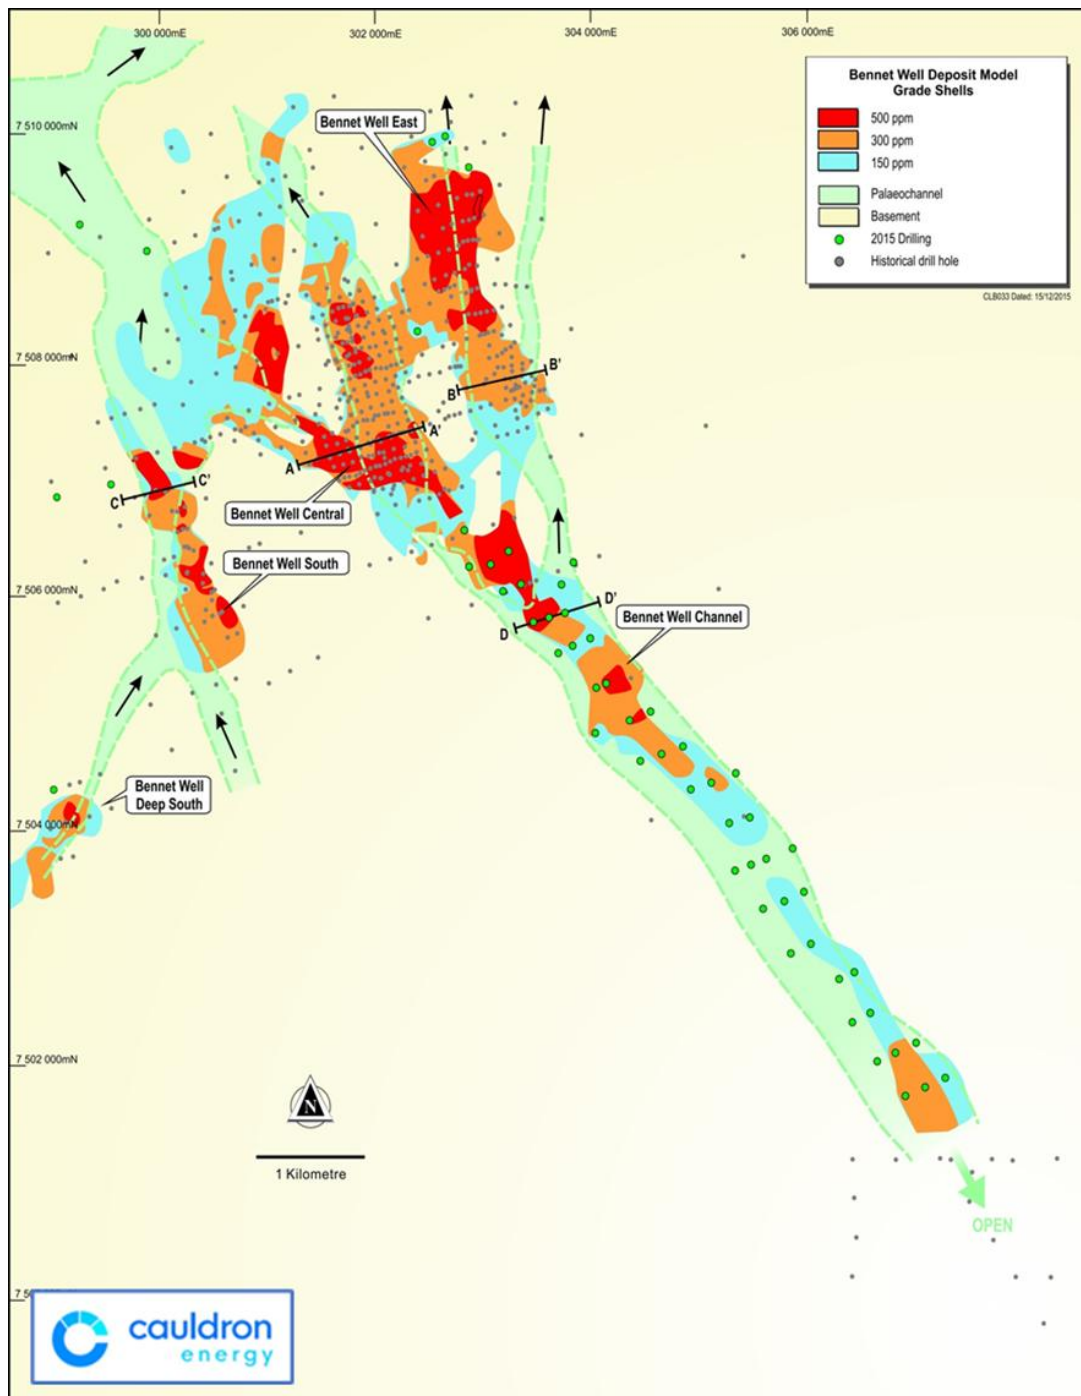 300 000mE
302 000mE
304 000mE
306 000mE
Bennet Well Deposit Model
Grade Shells
500 ppm
300 ppm
150 ppm
Palaeochannel
Basement
2015 Drilling
Historical drill hole
CLB033 Dated: 15/12/2015
7 510 000mN
Bennet Well East
7 508 000mN
B
B'
A
A'
C
C'
Bennet Well Central
Bennet Well South
7 506 000mN
D
D'
Bennet Well Channel
Bennet Well
Deep South
7 504 000mN
7 502 000mN
N
1 Kilometre
OPEN
cauldron
energy